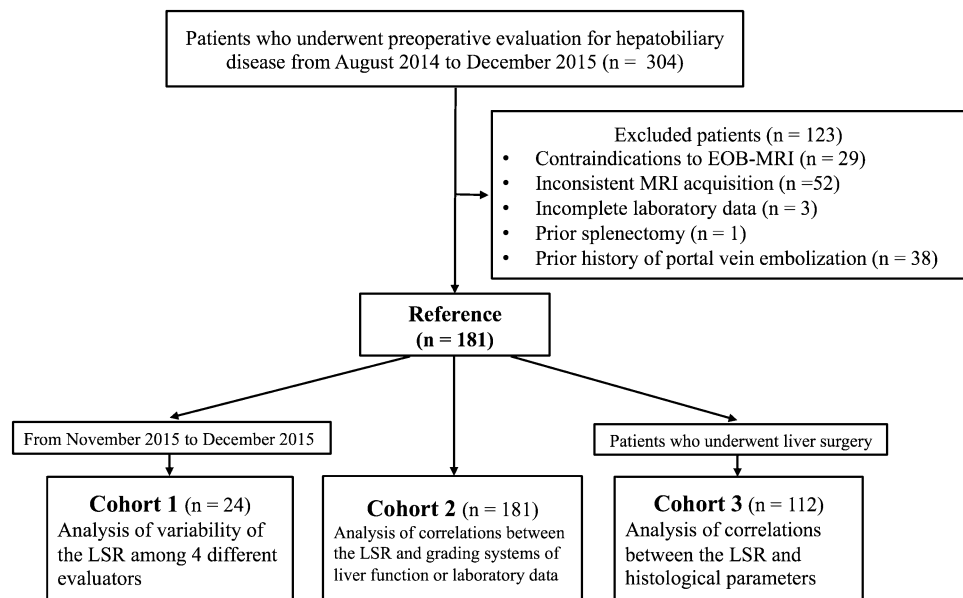 Patients who underwent preoperative evaluation for hepatobiliary
disease from August 2014 to December 2015 (n =  304)
Excluded patients (n = 123)
• Contraindications to EOB-MRI (n = 29)
• Inconsistent MRI acquisition (n =52)
• Incomplete laboratory data (n = 3)
• Prior splenectomy (n = 1)
• Prior history of portal vein embolization (n = 38)
Reference
(n = 181)
From November 2015 to December 2015
Patients who underwent liver surgery
Cohort 1 (n = 24)
Analysis of variability of
the LSR among 4 different
evaluators
Cohort 2 (n = 181)
Analysis of correlations between
the LSR and grading systems of
liver function or laboratory data
Cohort 3 (n = 112)
Analysis of correlations
between the LSR and
histological parameters